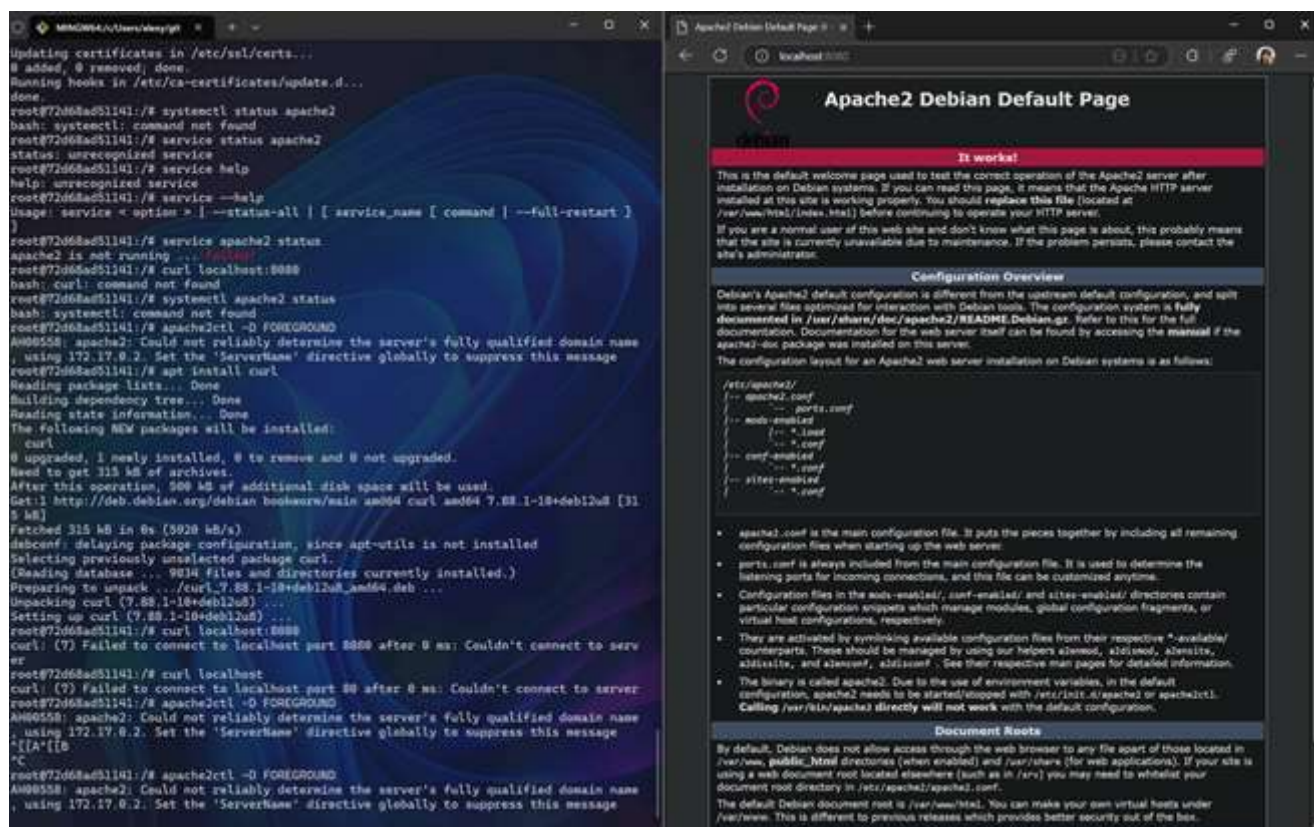 MINGW64:/c/Users/aleny/git
Updating certificates in /etc/ssl/certs...
0 added, 0 removed; done.
Running hooks in /etc/ca-certificates/update.d...
done.
root@72d68ad51141:/# systemctl status apache2
bash: systemctl: command not found
root@72d68ad51141:/# service status apache2
status: unrecognized service
root@72d68ad51141:/# service help
help: unrecognized service
root@72d68ad51141:/# service --help
Usage: service < option > | --status-all | [ service_name [ command | --full-restart ]
]
root@72d68ad51141:/# service apache2 status
apache2 is not running ... failed!
root@72d68ad51141:/# curl localhost:8080
bash: curl: command not found
root@72d68ad51141:/# systemctl apache2 status
bash: systemctl: command not found
root@72d68ad51141:/# apache2ctl -D FOREGROUND
AH00558: apache2: Could not reliably determine the server's fully qualified domain name
, using 172.17.0.2. Set the 'ServerName' directive globally to suppress this message
root@72d68ad51141:/# apt install curl
Reading package lists... Done
Building dependency tree... Done
Reading state information... Done
The following NEW packages will be installed:
curl
0 upgraded, 1 newly installed, 0 to remove and 0 not upgraded.
Need to get 315 kB of archives.
After this operation, 500 kB of additional disk space will be used.
Get:1 http://deb.debian.org/debian bookworm/main amd64 curl amd64 7.88.1-10+deb12u8 [31
5 kB]
Fetched 315 kB in 0s (5920 kB/s)
debconf: delaying package configuration, since apt-utils is not installed
Selecting previously unselected package curl.
(Reading database ... 9034 files and directories currently installed.)
Preparing to unpack .../curl_7.88.1-10+deb12u8_amd64.deb ...
Unpacking curl (7.88.1-10+deb12u8) ...
Setting up curl (7.88.1-10+deb12u8) ...
root@72d68ad51141:/# curl localhost:8080
curl: (7) Failed to connect to localhost port 8080 after 0 ms: Couldn't connect to serv
er
root@72d68ad51141:/# curl localhost
curl: (7) Failed to connect to localhost port 80 after 0 ms: Couldn't connect to server
root@72d68ad51141:/# apache2ctl -D FOREGROUND
AH00558: apache2: Could not reliably determine the server's fully qualified domain name
, using 172.17.0.2. Set the 'ServerName' directive globally to suppress this message
^[[A^[[B
^C
root@72d68ad51141:/# apache2ctl -D FOREGROUND
AH00558: apache2: Could not reliably determine the server's fully qualified domain name
, using 172.17.0.2. Set the 'ServerName' directive globally to suppress this message
Apache2 Debian Default Page
localhost:8080
debian
Apache2 Debian Default Page
It works!
This is the default welcome page used to test the correct operation of the Apache2 server after
installation on Debian systems. If you can read this page, it means that the Apache HTTP server
installed at this site is working properly. You should replace this file (located at
/var/www/html/index.html) before continuing to operate your HTTP server.
If you are a normal user of this web site and don't know what this page is about, this probably means
that the site is currently unavailable due to maintenance. If the problem persists, please contact the
site's administrator.
Configuration Overview
Debian's Apache2 default configuration is different from the upstream default configuration, and split
into several files optimized for interaction with Debian tools. The configuration system is fully
documented in /usr/share/doc/apache2/README.Debian.gz. Refer to this for the full
documentation. Documentation for the web server itself can be found by accessing the manual if the
apache2-doc package was installed on this server.
The configuration layout for an Apache2 web server installation on Debian systems is as follows:
/etc/apache2/
|-- apache2.conf
| `-- ports.conf
|-- mods-enabled
| |-- *.load
| `-- *.conf
|-- conf-enabled
| `-- *.conf
|-- sites-enabled
| `-- *.conf
• apache2.conf is the main configuration file. It puts the pieces together by including all remaining
configuration files when starting up the web server.
• ports.conf is always included from the main configuration file. It is used to determine the
listening ports for incoming connections, and this file can be customized anytime.
• Configuration files in the mods-enabled/, conf-enabled/ and sites-enabled/ directories contain
particular configuration snippets which manage modules, global configuration fragments, or
virtual host configurations, respectively.
• They are activated by symlinking available configuration files from their respective *-available/
counterparts. These should be managed by using our helpers a2enmod, a2dismod, a2ensite,
a2dissite, and a2enconf, a2disconf . See their respective man pages for detailed information.
• The binary is called apache2. Due to the use of environment variables, in the default
configuration, apache2 needs to be started/stopped with /etc/init.d/apache2 or apache2ctl.
Calling /usr/bin/apache2 directly will not work with the default configuration.
Document Roots
By default, Debian does not allow access through the web browser to any file apart of those located in
/var/www, public_html directories (when enabled) and /usr/share (for web applications). If your site is
using a web document root located elsewhere (such as in /srv) you may need to whitelist your
document root directory in /etc/apache2/apache2.conf.
The default Debian document root is /var/www/html. You can make your own virtual hosts under
/var/www. This is different to previous releases which provides better security out of the box.